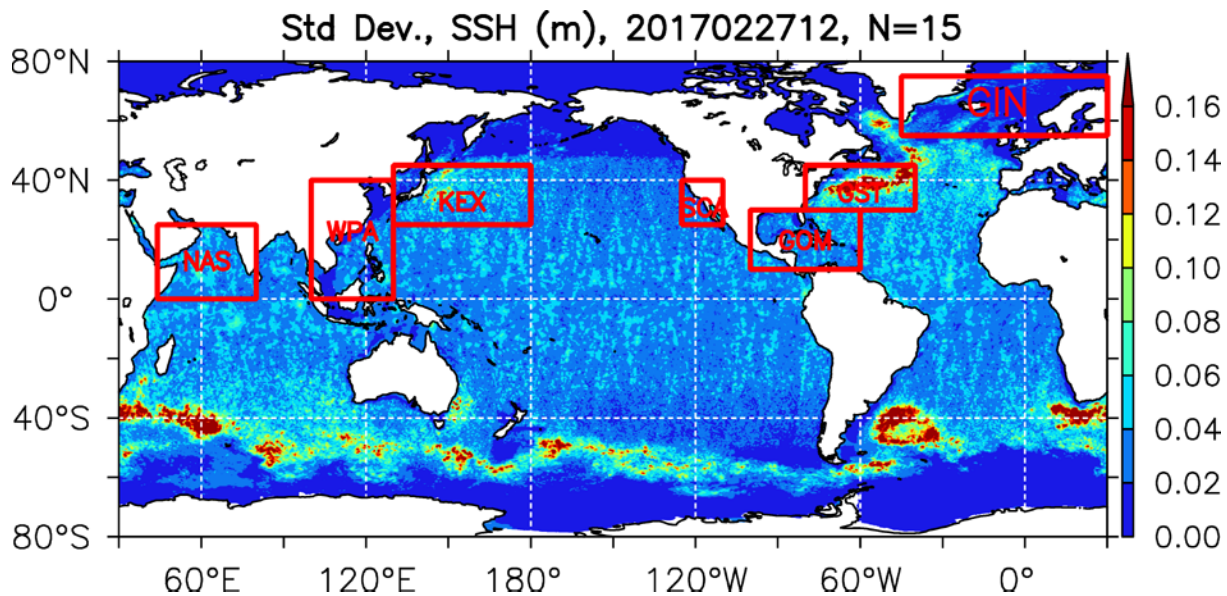 Std Dev., SSH (m), 2017022712, N=15
80°N
GIN
0.16
0.14
40°N
KEX
SCA
GST
0.12
WPA
GOM
NAS
0.10
0°
0.08
0.06
40°S
0.04
0.02
80°S
0.00
60°E
120°E
180°
120°W
60°W
0°